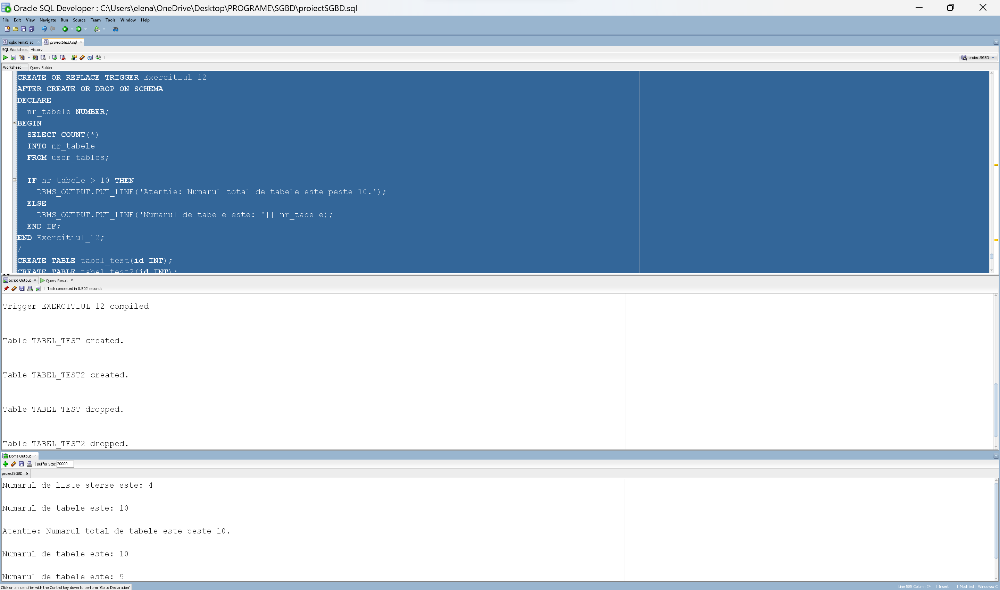 Oracle SQL Developer : C:\Users\elena\OneDrive\Desktop\PROGRAME\SGBD\proiectSGBD.sql
File Edit View Navigate Run Source Team Tools Window Help
sgbdTema3.sql proiectSGBD.sql
SQL Worksheet History
proiectSGBD
Worksheet Query Builder
CREATE OR REPLACE TRIGGER Exercitiul_12
AFTER CREATE OR DROP ON SCHEMA
DECLARE
nr_tabele NUMBER;
BEGIN
SELECT COUNT(*)
INTO nr_tabele
FROM user_tables;
IF nr_tabele > 10 THEN
DBMS_OUTPUT.PUT_LINE('Atentie: Numarul total de tabele este peste 10.');
ELSE
DBMS_OUTPUT.PUT_LINE('Numarul de tabele este: '|| nr_tabele);
END IF;
END Exercitiul_12;
/
CREATE TABLE tabel_test(id INT);
CREATE TABLE tabel_test2(id INT);
Script Output Query Result
Task completed in 0.502 seconds
Trigger EXERCITIUL_12 compiled
Table TABEL_TEST created.
Table TABEL_TEST2 created.
Table TABEL_TEST dropped.
Table TABEL_TEST2 dropped.
Dbms Output
Buffer Size: 20000
proiectSGBD
Numarul de liste sterse este: 4
Numarul de tabele este: 10
Atentie: Numarul total de tabele este peste 10.
Numarul de tabele este: 10
Numarul de tabele este: 9
Click on an identifier with the Control key down to perform "Go to Declaration"
Line 585 Column 24 Insert Modified Windows: Cl